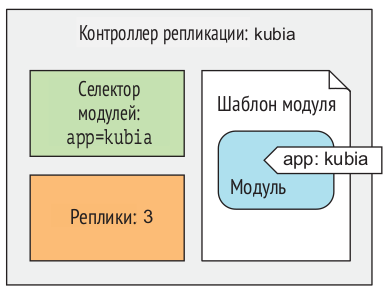 Контроллер репликации: kubia
Селектор
модулей:
app=kubia
Реплики: 3
Шаблон модуля
app: kubia
Модуль